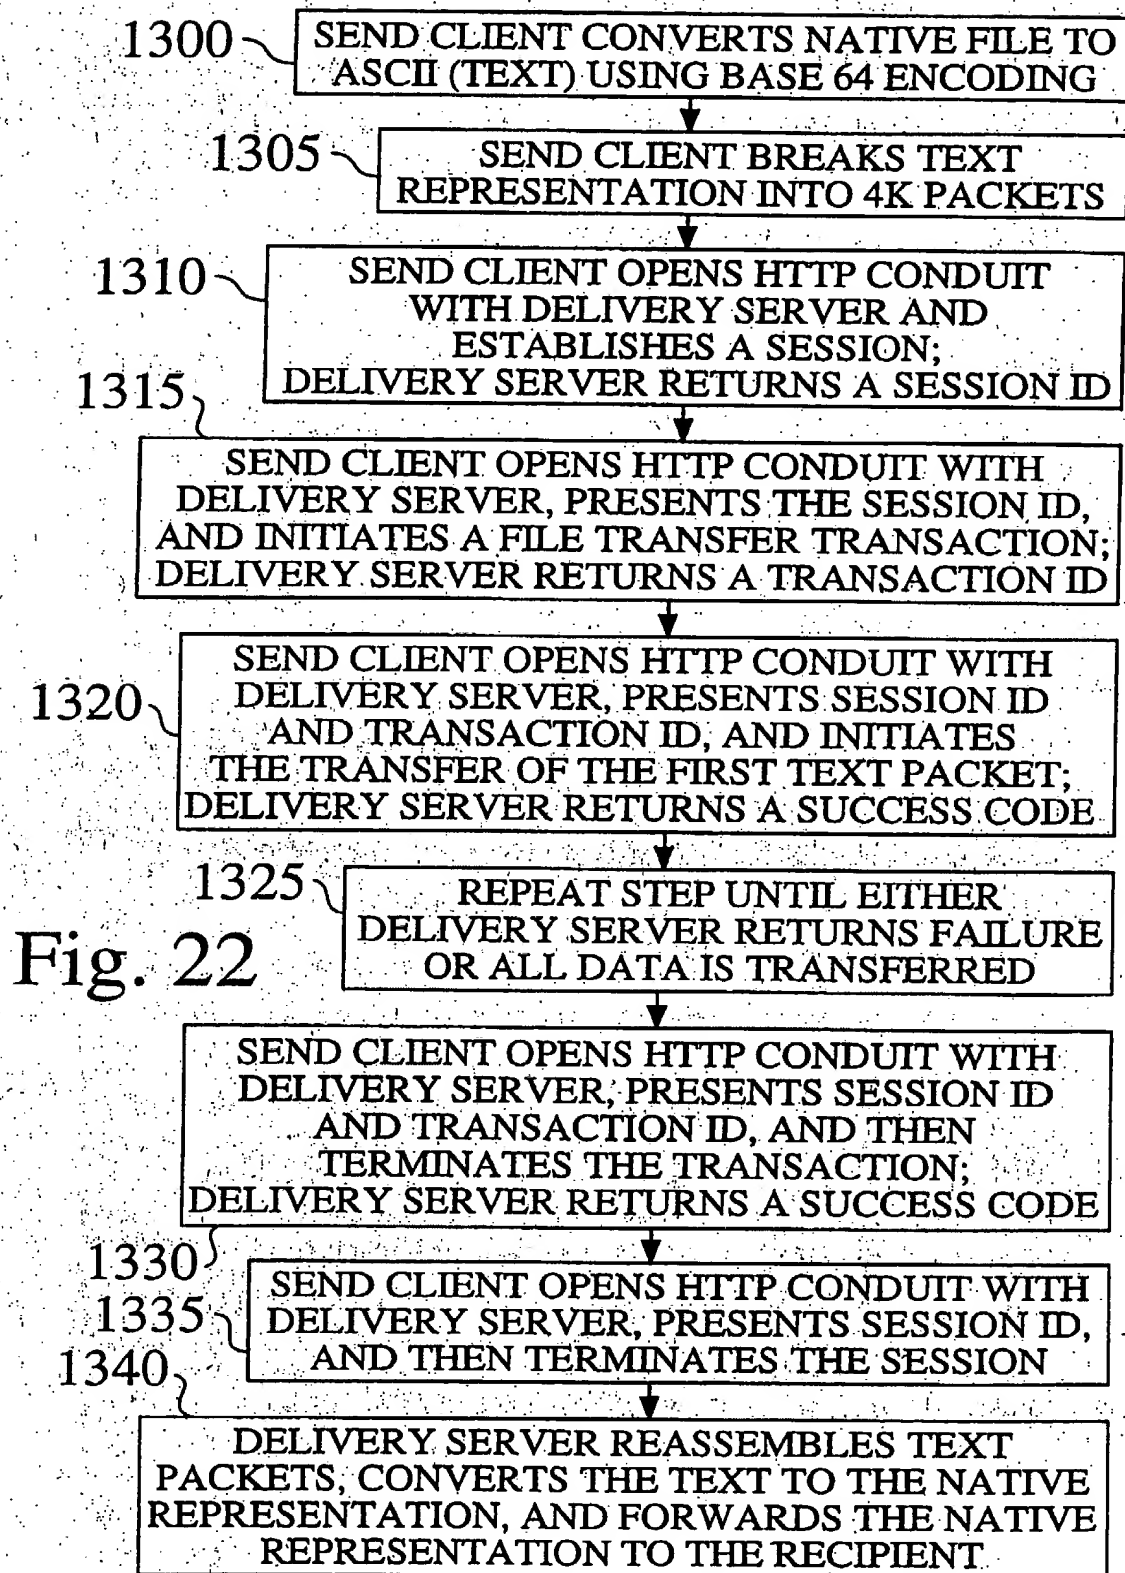 1300
SEND CLIENT CONVERTS NATIVE FILE TO
ASCII (TEXT) USING BASE 64 ENCODING
1305
SEND CLIENT BREAKS TEXT
REPRESENTATION INTO 4K PACKETS
1310
SEND CLIENT OPENS HTTP CONDUIT
WITH DELIVERY SERVER AND
ESTABLISHES A SESSION;
DELIVERY SERVER RETURNS A SESSION ID
1315
SEND CLIENT OPENS HTTP CONDUIT WITH
DELIVERY SERVER, PRESENTS THE SESSION ID,
AND INITIATES A FILE TRANSFER TRANSACTION;
DELIVERY SERVER RETURNS A TRANSACTION ID
1320
SEND CLIENT OPENS HTTP CONDUIT WITH
DELIVERY SERVER, PRESENTS SESSION ID
AND TRANSACTION ID, AND INITIATES
THE TRANSFER OF THE FIRST TEXT PACKET;
DELIVERY SERVER RETURNS A SUCCESS CODE
1325
REPEAT STEP UNTIL EITHER
DELIVERY SERVER RETURNS FAILURE
OR ALL DATA IS TRANSFERRED
Fig. 22
SEND CLIENT OPENS HTTP CONDUIT WITH
DELIVERY SERVER, PRESENTS SESSION ID
AND TRANSACTION ID, AND THEN
TERMINATES THE TRANSACTION;
DELIVERY SERVER RETURNS A SUCCESS CODE
1330
1335
SEND CLIENT OPENS HTTP CONDUIT WITH
DELIVERY SERVER, PRESENTS SESSION ID,
AND THEN TERMINATES THE SESSION
1340
DELIVERY SERVER REASSEMBLES TEXT
PACKETS, CONVERTS THE TEXT TO THE NATIVE
REPRESENTATION, AND FORWARDS THE NATIVE
REPRESENTATION TO THE RECIPIENT